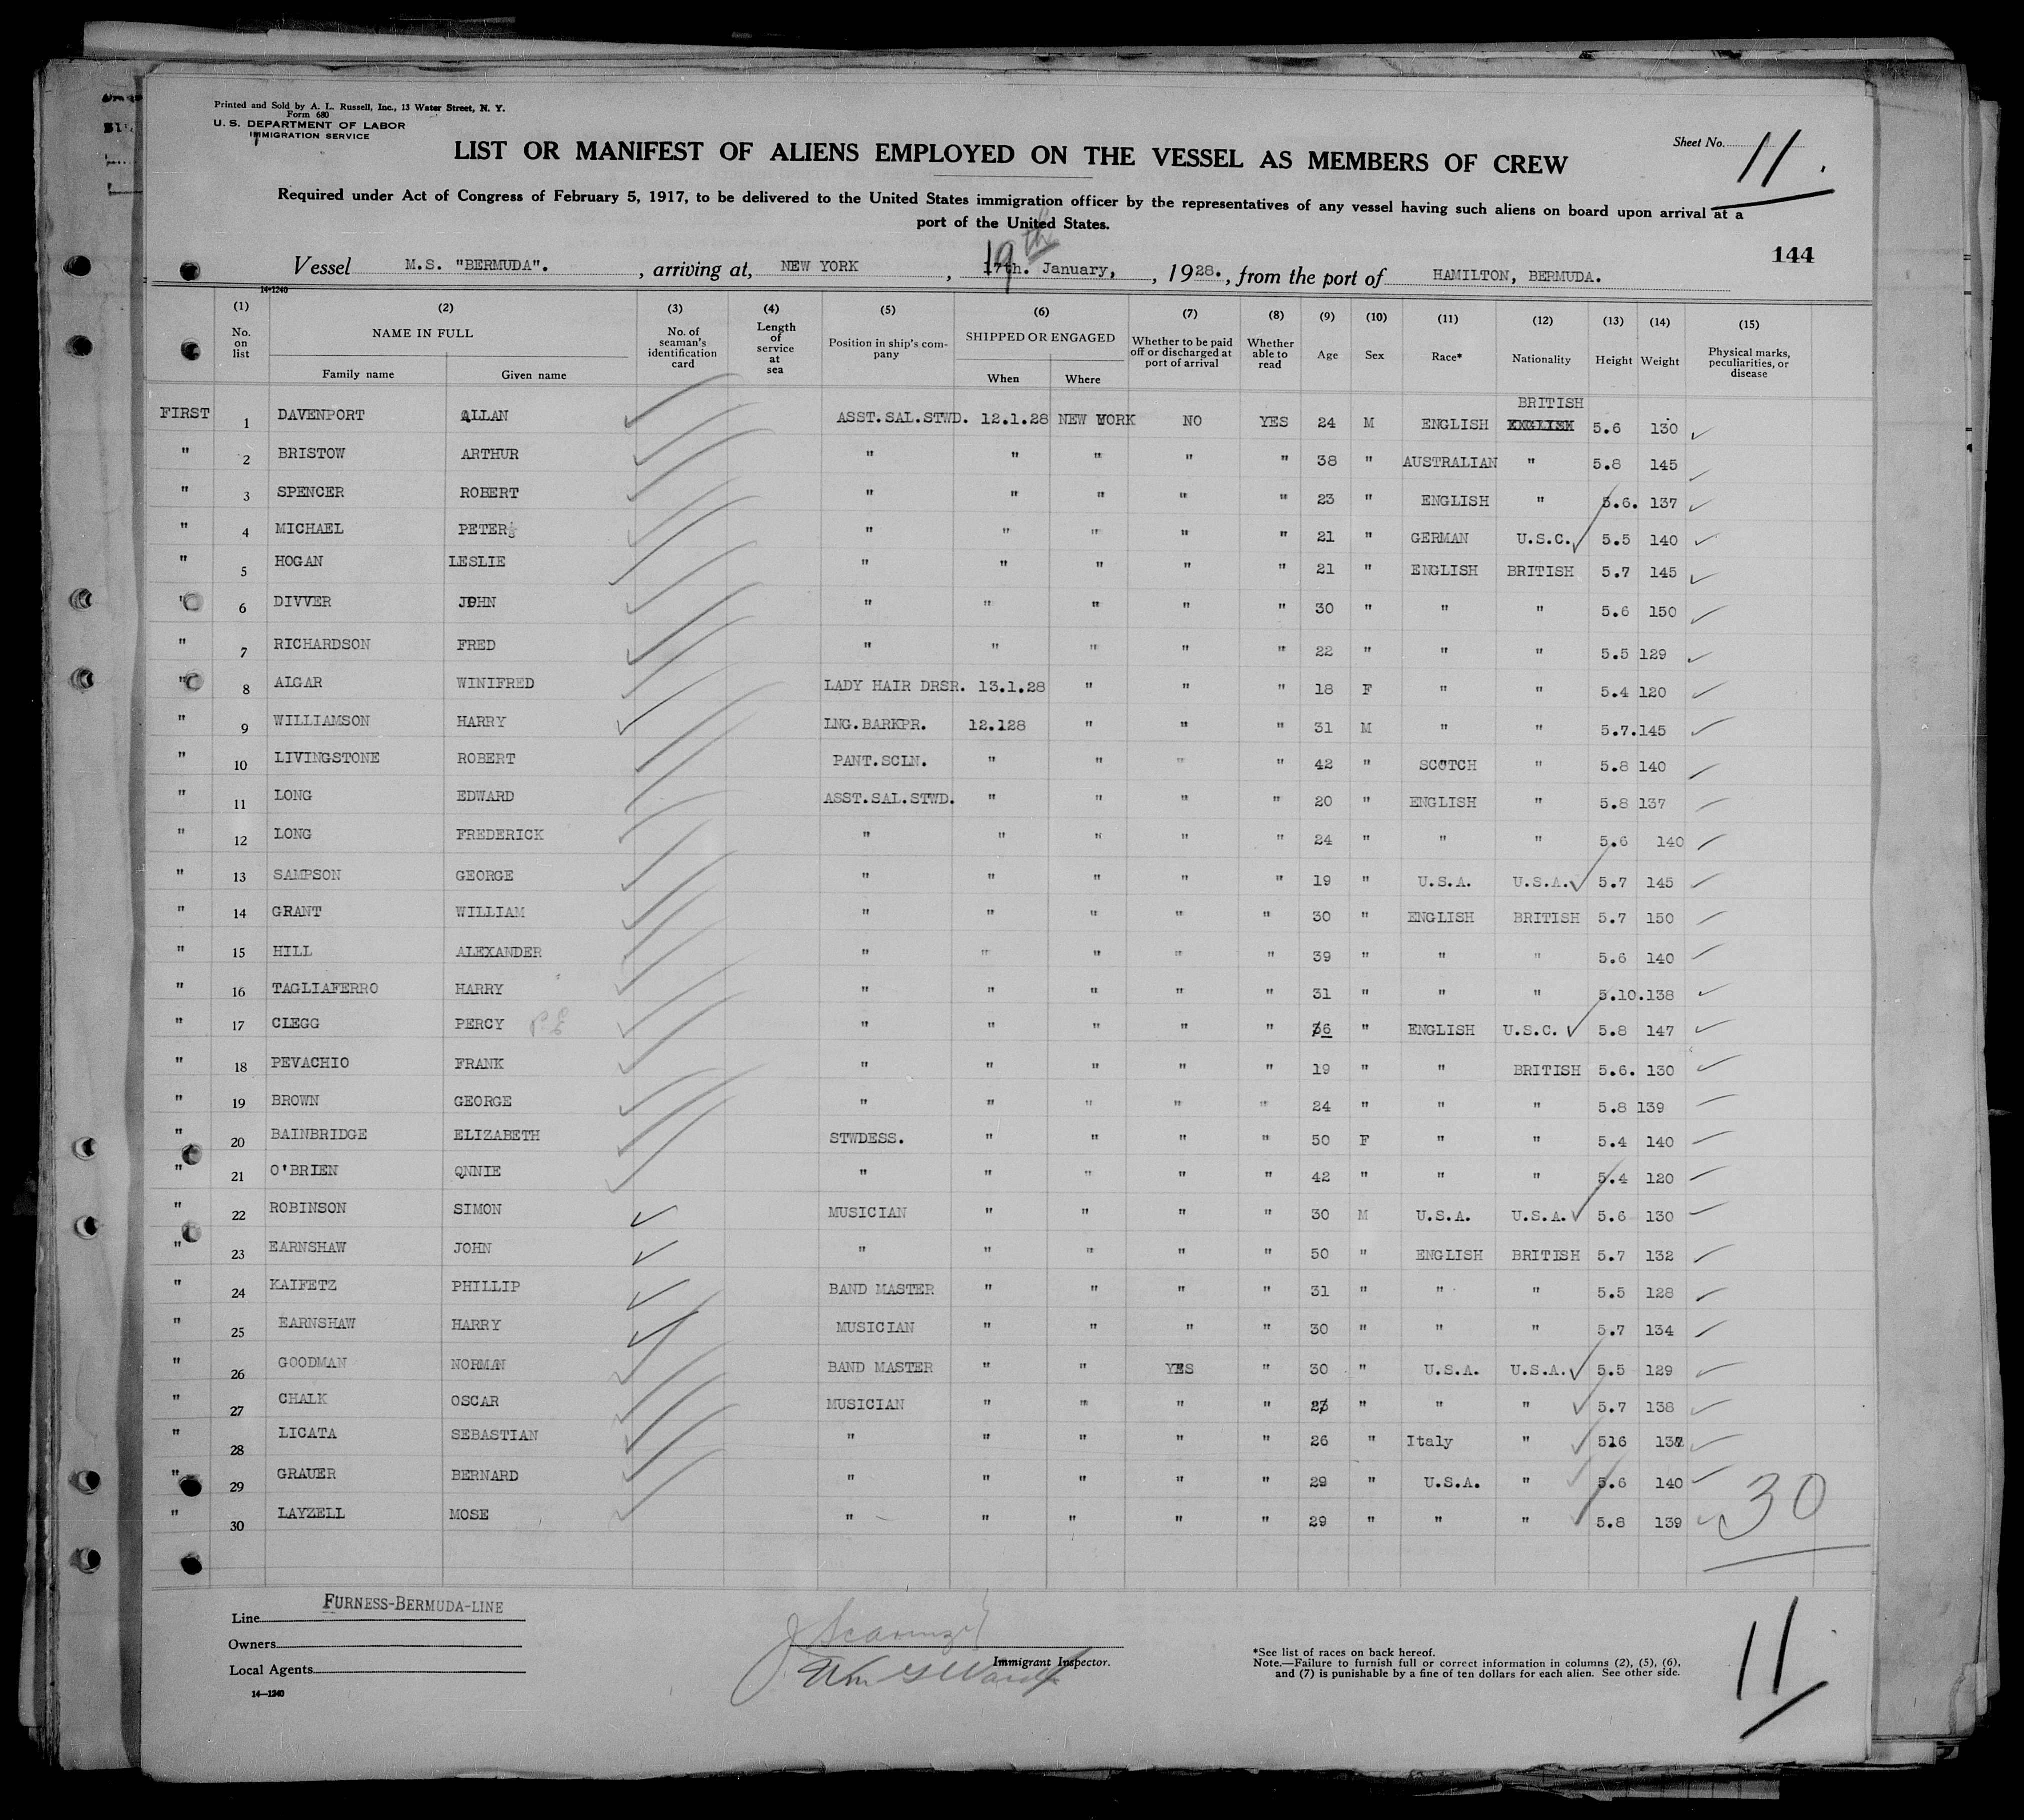 Printed and Sold by A. L. Russell, Inc., 13 Water Street, N. Y.
Form 680
U. S. DEPARTMENT OF LABOR
IMMIGRATION SERVICE
Sheet No. 11.
LIST OR MANIFEST OF ALIENS EMPLOYED ON THE VESSEL AS MEMBERS OF CREW
Required under Act of Congress of February 5, 1917, to be delivered to the United States immigration officer by the representatives of any vessel having such aliens on board upon arrival at a
port of the United States.
19th
144
Vessel M.S. "BERMUDA". , arriving at, NEW YORK , 17th. January, , 1928. , from the port of HAMILTON, BERMUDA.
14-1240
(1) (2) (3) (4) (5) (6) (7) (8) (9) (10) (11) (12) (13) (14) (15)
No. on list NAME IN FULL Family name Given name No. of seaman's identification card Length of service at sea Position in ship's company SHIPPED OR ENGAGED When Where Whether to be paid off or discharged at port of arrival Whether able to read Age Sex Race* Nationality Height Weight Physical marks, peculiarities, or disease
BRITISH
FIRST 1 DAVENPORT ALLAN ASST.SAL.STWD. 12.1.28 NEW YORK NO YES 24 M ENGLISH ENGLISH 5.6 130
" 2 BRISTOW ARTHUR " " " " " 38 " AUSTRALIAN " 5.8 145
" 3 SPENCER ROBERT " " " " " 23 " ENGLISH " 5.6. 137
" 4 MICHAEL PETER " " " " " 21 " GERMAN U.S.C. 5.5 140
" 5 HOGAN LESLIE " " " " " 21 " ENGLISH BRITISH 5.7 145
" 6 DIVVER JOHN " " " " " 30 " " " 5.6 150
" 7 RICHARDSON FRED " " " " " 22 " " " 5.5 129
" 8 ALGAR WINIFRED LADY HAIR DRSR. 13.1.28 " " " 18 F " " 5.4 120
" 9 WILLIAMSON HARRY LNG.BARKPR. 12.128 " " " 31 M " " 5.7. 145
" 10 LIVINGSTONE ROBERT PANT.SCLN. " " " " 42 " SCOTCH " 5.8 140
" 11 LONG EDWARD ASST.SAL.STWD. " " " " 20 " ENGLISH " 5.8 137
" 12 LONG FREDERICK " " " " " 24 " " " 5.6 140
" 13 SAMPSON GEORGE " " " " " 19 " U.S.A. U.S.A. 5.7 145
" 14 GRANT WILLIAM " " " " " 30 " ENGLISH BRITISH 5.7 150
" 15 HILL ALEXANDER " " " " " 39 " " " 5.6 140
" 16 TAGLIAFERRO HARRY " " " " " 31 " " " 5.10. 138
" 17 CLEGG PERCY " " " " " 36 " ENGLISH U.S.C. 5.8 147
" 18 PEVACHIO FRANK " " " " " 19 " " BRITISH 5.6. 130
" 19 BROWN GEORGE " " " " " 24 " " " 5.8 139
" 20 BAINBRIDGE ELIZABETH STWDESS. " " " " 50 F " " 5.4 140
" 21 O'BRIEN QNNIE " " " " " 42 " " " 5.4 120
" 22 ROBINSON SIMON MUSICIAN " " " " 30 M U.S.A. U.S.A. 5.6 130
" 23 EARNSHAW JOHN " " " " " 50 " ENGLISH BRITISH 5.7 132
" 24 KAIFETZ PHILLIP BAND MASTER " " " " 31 " " " 5.5 128
" 25 EARNSHAW HARRY MUSICIAN " " " " 30 " " " 5.7 134
" 26 GOODMAN NORMAN BAND MASTER " " YES " 30 " U.S.A. U.S.A. 5.5 129
" 27 CHALK OSCAR MUSICIAN " " " " " " " 5.7 138
" 28 LICATA SEBASTIAN " " " " " 26 " Italy " 516
" 29 GRAUER BERNARD " " " " " 29 " U.S.A. " 5.6 140
" 30 LAYZELL MOSE " " " " " 29 " " " 5.8 139
30
Line FURNESS-BERMUDA-LINE
Owners
Local Agents
14—1240
Immigrant Inspector.
*See list of races on back hereof.
Note.—Failure to furnish full or correct information in columns (2), (5), (6),
and (7) is punishable by a fine of ten dollars for each alien. See other side.
11